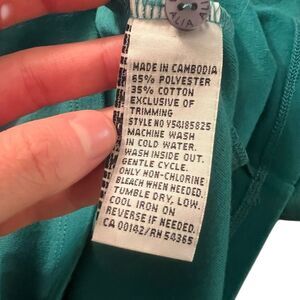 ITALIA
MADE IN CAMBODIA
65% POLYESTER
35% COTTON
EXCLUSIVE OF
TRIMMING
STYLE NO Y54185825
MACHINE WASH
IN COLD WATER.
WASH INSIDE OUT.
GENTLE CYCLE.
ONLY NON-CHLORINE
BLEACH WHEN NEEDED.
TUMBLE DRY, LOW.
COOL IRON ON
REVERSE IF NEEDED.
CA 00142/RN 54365